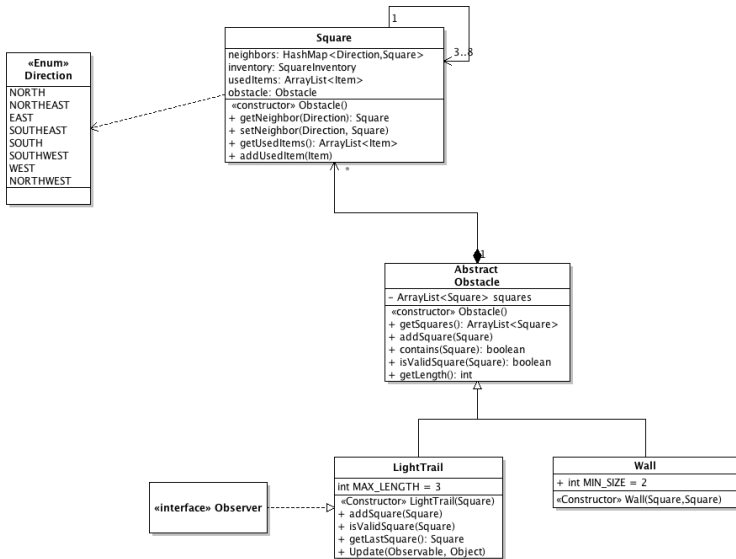 1
3..8
Square
neighbors: HashMap<Direction,Square>
inventory: SquareInventory
usedItems: ArrayList<Item>
obstacle: Obstacle
«constructor» Obstacle()
+ getNeighbor(Direction): Square
+ setNeighbor(Direction, Square)
+ getUsedItems(): ArrayList<Item>
+ addUsedItem(Item)
«Enum»
Direction
NORTH
NORTHEAST
EAST
SOUTHEAST
SOUTH
SOUTHWEST
WEST
NORTHWEST
*
1
Abstract
Obstacle
- ArrayList<Square> squares
«constructor» Obstacle()
+ getSquares(): ArrayList<Square>
+ addSquare(Square)
+ contains(Square): boolean
+ isValidSquare(Square): boolean
+ getLength(): int
LightTrail
int MAX_LENGTH = 3
«Constructor» LightTrail(Square)
+ addSquare(Square)
+ isValidSquare(Square)
+ getLastSquare(): Square
+ Update(Observable, Object)
Wall
+ int MIN_SIZE = 2
«Constructor» Wall(Square,Square)
«interface» Observer